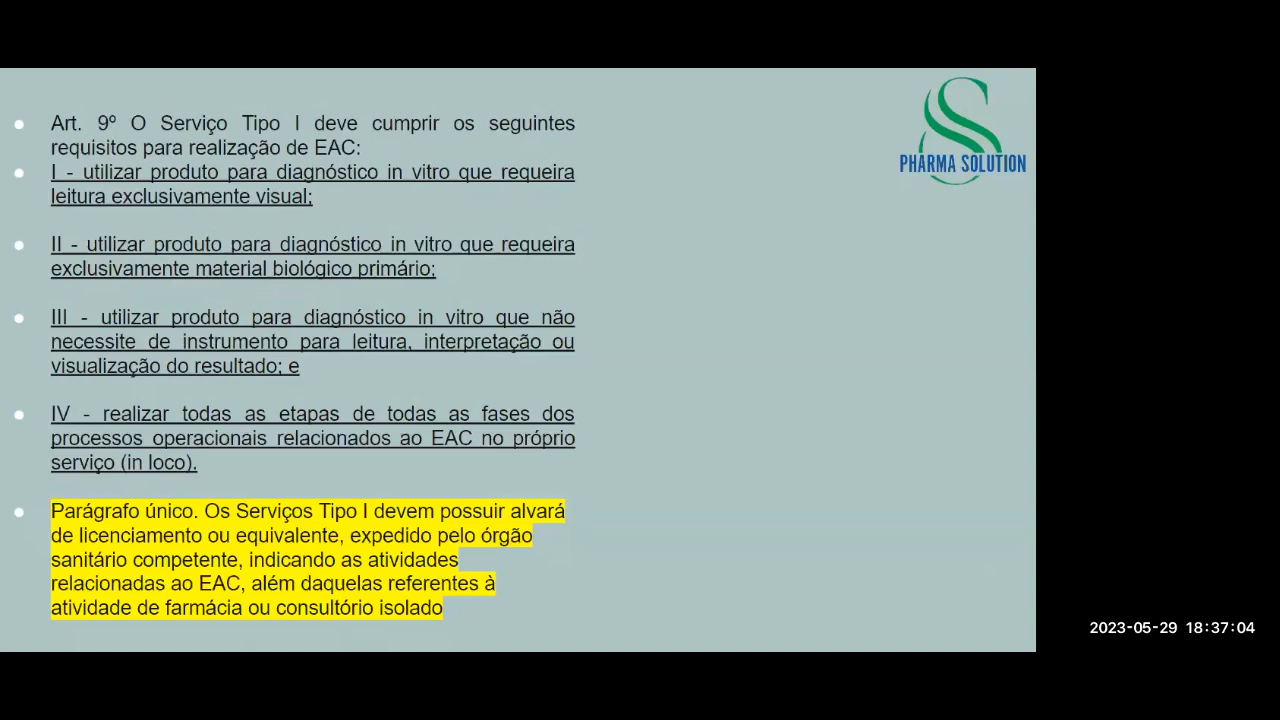 Art. 9º O Serviço Tipo I deve cumprir os seguintes
requisitos para realização de EAC:
I - utilizar produto para diagnóstico in vitro que requeira
leitura exclusivamente visual;
II - utilizar produto para diagnóstico in vitro que requeira
exclusivamente material biológico primário;
III - utilizar produto para diagnóstico in vitro que não
necessite de instrumento para leitura, interpretação ou
visualização do resultado; e
IV - realizar todas as etapas de todas as fases dos
processos operacionais relacionados ao EAC no próprio
serviço (in loco).
Parágrafo único. Os Serviços Tipo I devem possuir alvará
de licenciamento ou equivalente, expedido pelo órgão
sanitário competente, indicando as atividades
relacionadas ao EAC, além daquelas referentes à
atividade de farmácia ou consultório isolado
S
PHARMA SOLUTION
2023-05-29 18:37:04